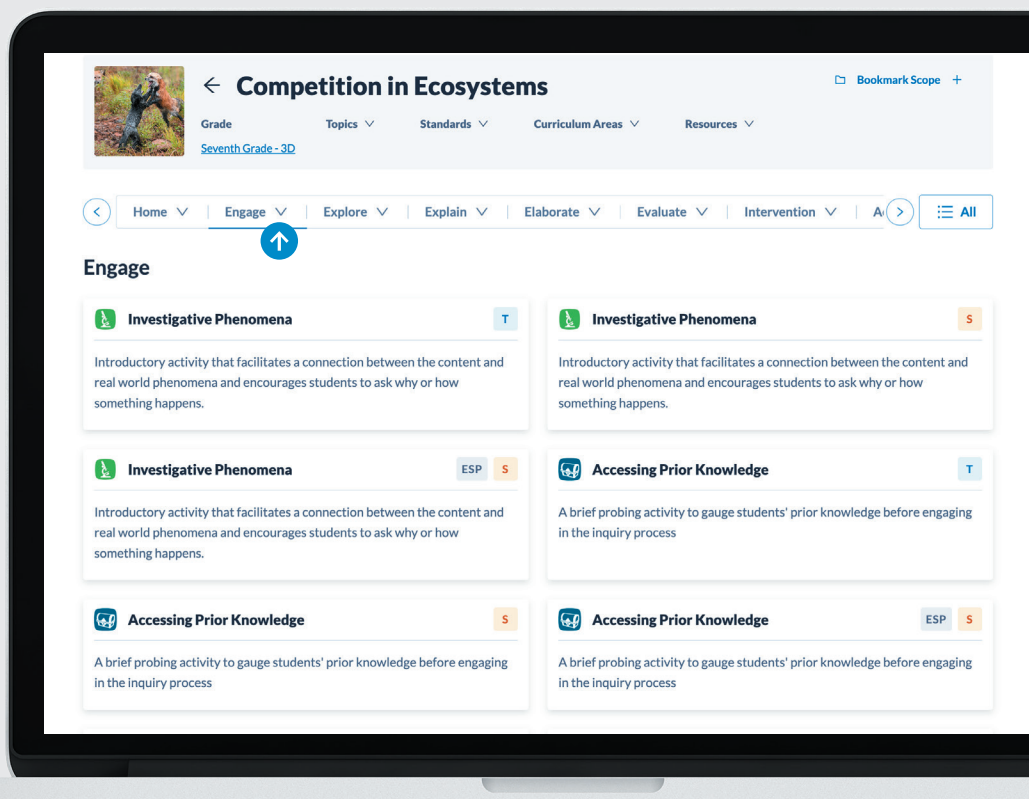 Competition in Ecosystems
Bookmark Scope +
Grade
Topics
Standards
Curriculum Areas
Resources
Seventh Grade - 3D
Home
Engage
Explore
Explain
Elaborate
Evaluate
Intervention
All
Engage
Investigative Phenomena
T
Introductory activity that facilitates a connection between the content and
real world phenomena and encourages students to ask why or how
something happens.
Investigative Phenomena
S
Introductory activity that facilitates a connection between the content and
real world phenomena and encourages students to ask why or how
something happens.
Investigative Phenomena
ESP S
Introductory activity that facilitates a connection between the content and
real world phenomena and encourages students to ask why or how
something happens.
Accessing Prior Knowledge
T
A brief probing activity to gauge students' prior knowledge before engaging
in the inquiry process
Accessing Prior Knowledge
S
A brief probing activity to gauge students' prior knowledge before engaging
in the inquiry process
Accessing Prior Knowledge
ESP S
A brief probing activity to gauge students' prior knowledge before engaging
in the inquiry process